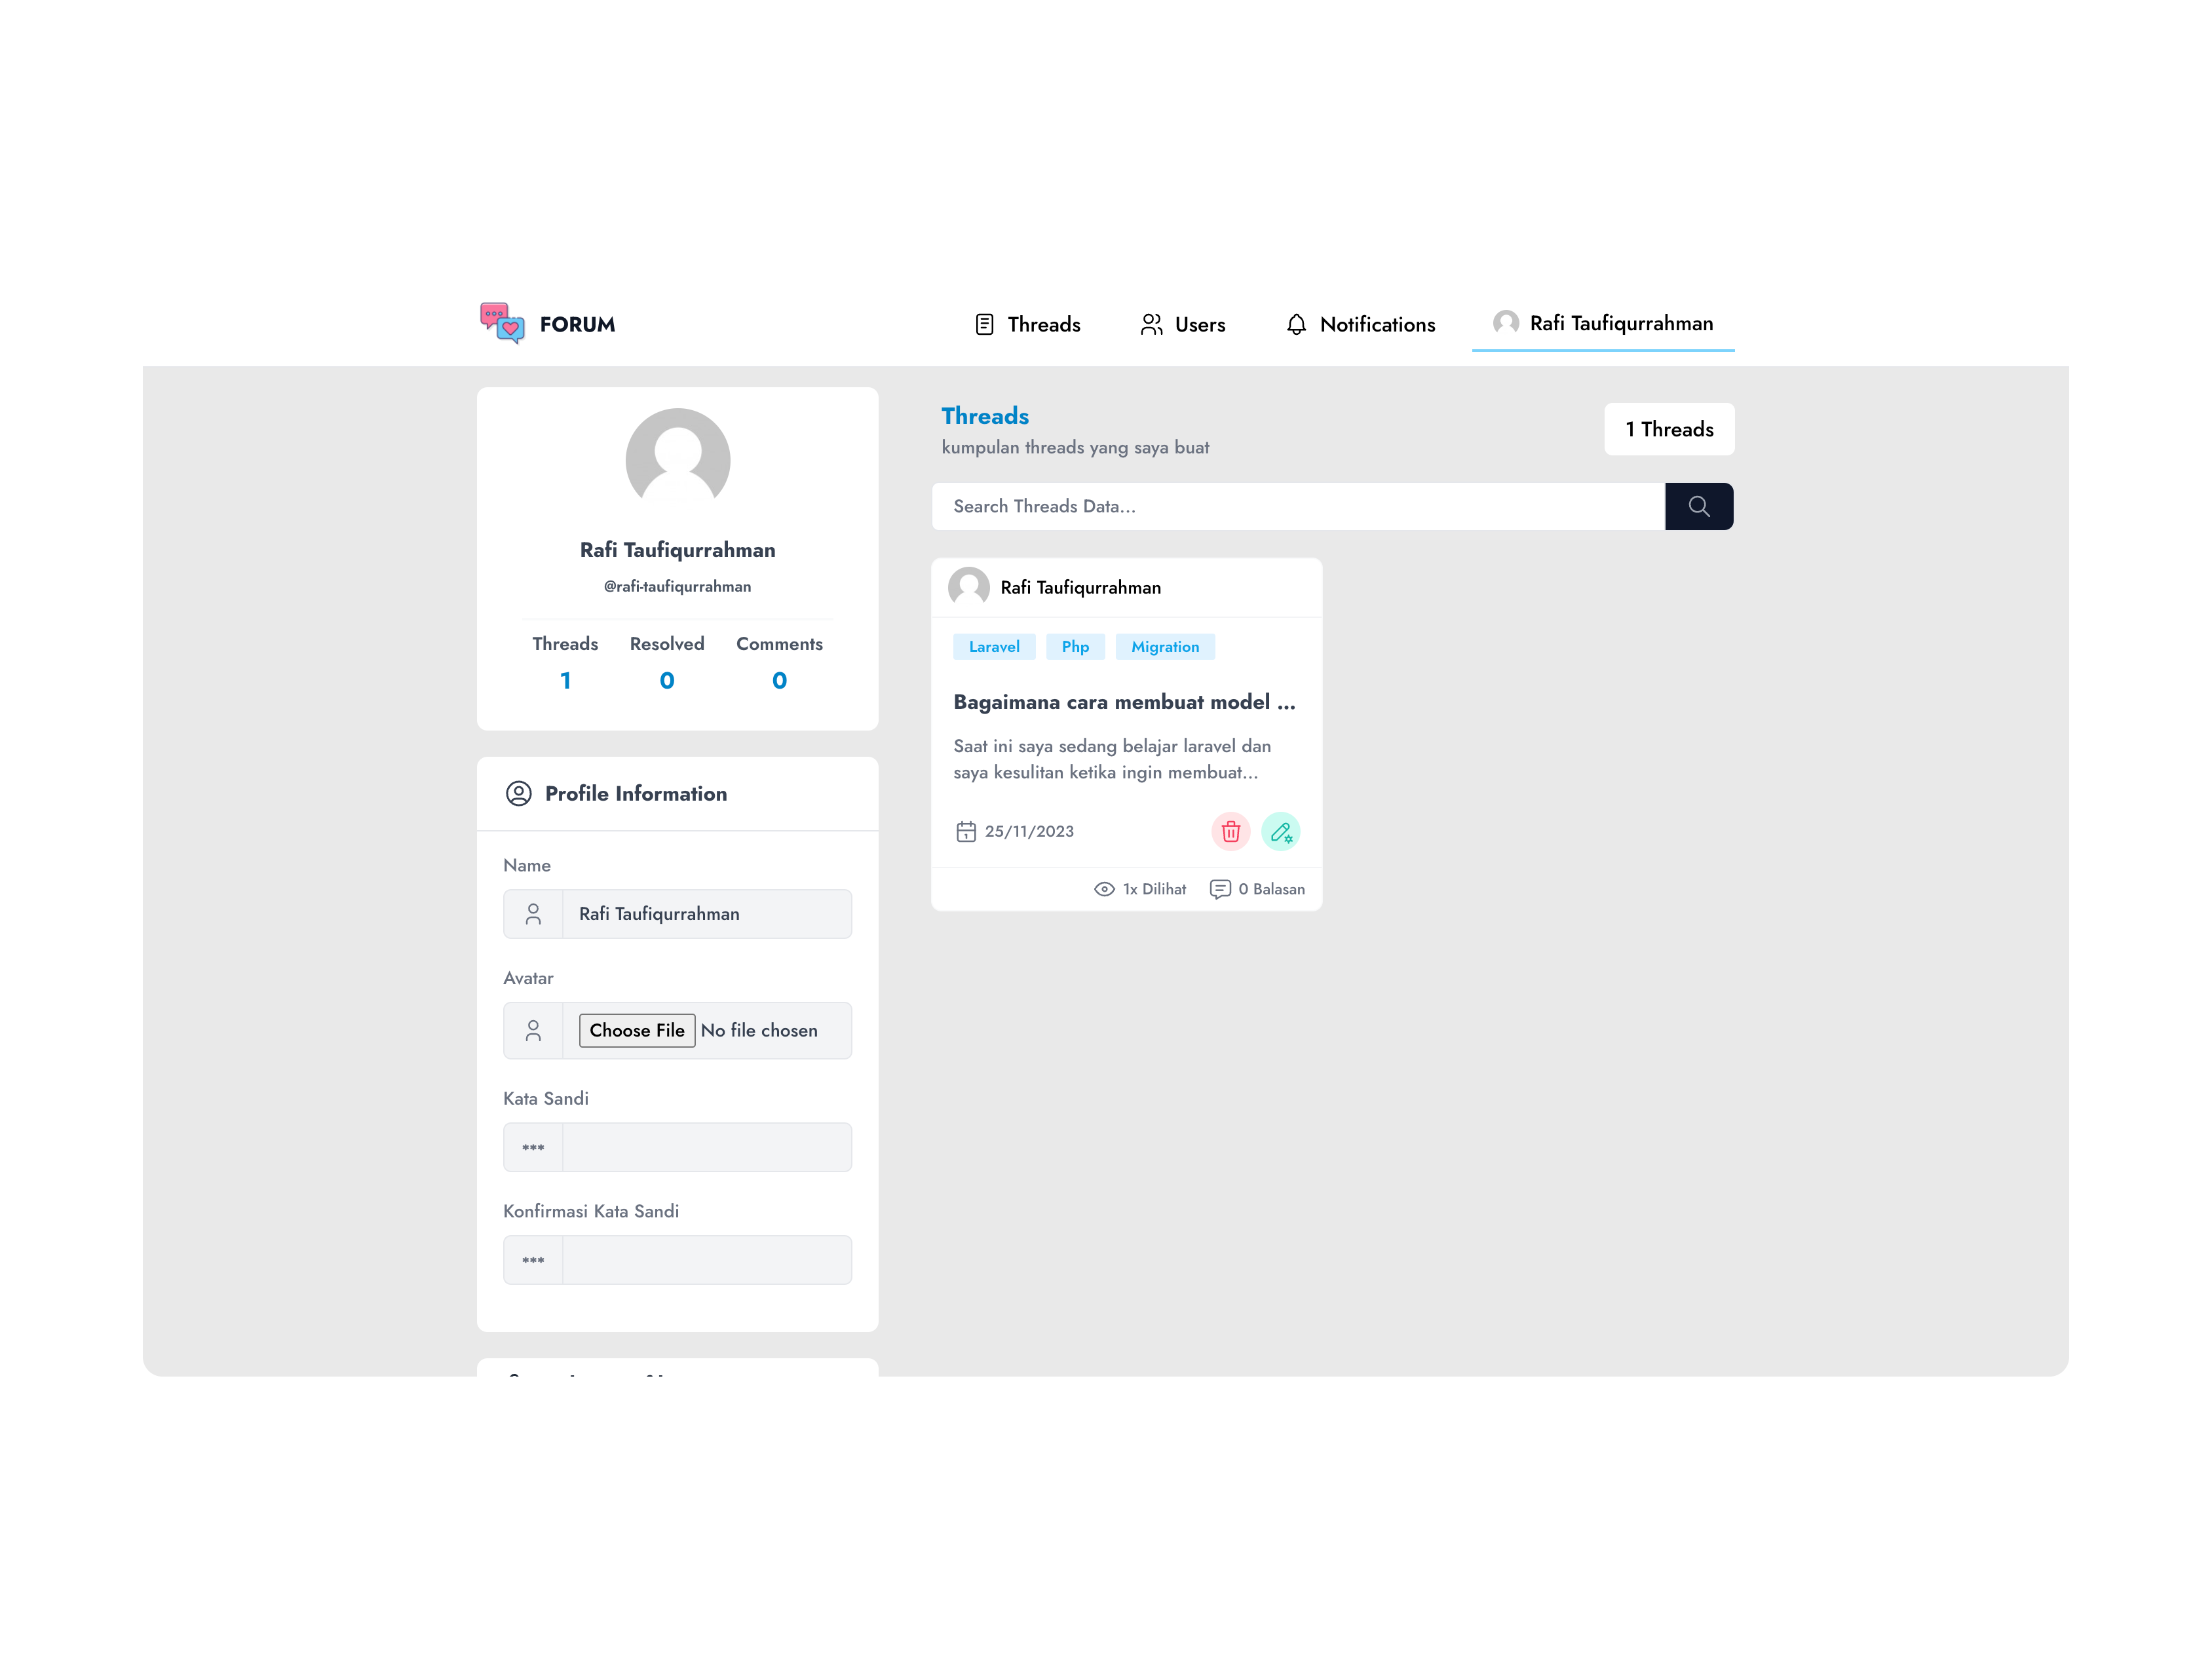 FORUM
Threads
Users
Notifications
Rafi Taufiqurrahman
Rafi Taufiqurrahman
@rafi-taufiqurrahman
Threads Resolved Comments
1 0 0
Profile Information
Name
Rafi Taufiqurrahman
Avatar
Choose File No file chosen
Kata Sandi
***
Konfirmasi Kata Sandi
***
Threads
kumpulan threads yang saya buat
1 Threads
Search Threads Data...
Rafi Taufiqurrahman
Laravel Php Migration
Bagaimana cara membuat model ...
Saat ini saya sedang belajar laravel dan
saya kesulitan ketika ingin membuat...
25/11/2023
1x Dilihat 0 Balasan